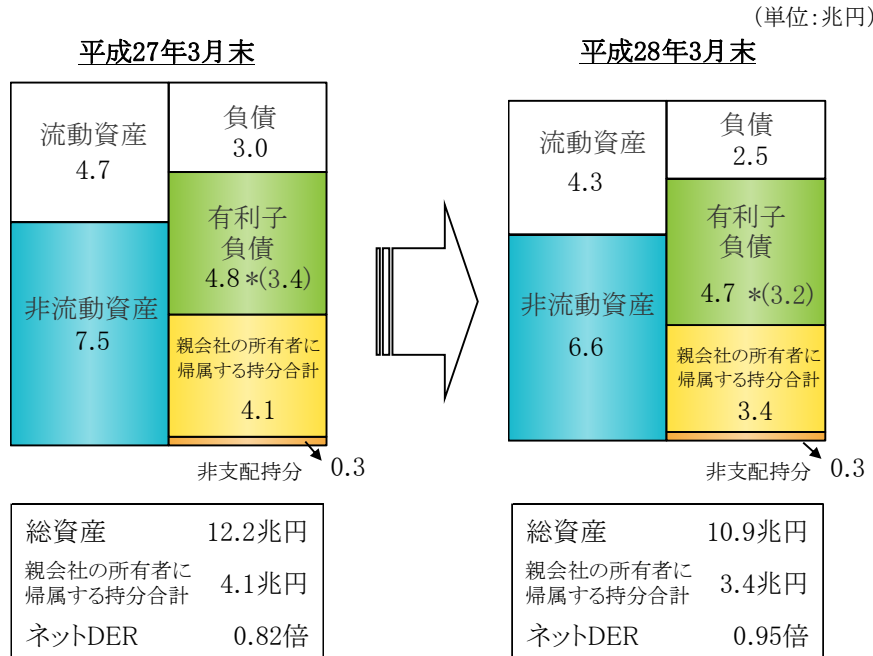 (単位:兆円)
平成27年3月末
流動資産
4.7
負債
3.0
有利子
負債
4.8 *(3.4)
非流動資産
7.5
親会社の所有者に
帰属する持分合計
4.1
非支配持分
0.3
総資産 12.2兆円
親会社の所有者に
帰属する持分合計
4.1兆円
ネットDER 0.82倍
平成28年3月末
流動資産
4.3
負債
2.5
有利子
負債
4.7 *(3.2)
非流動資産
6.6
親会社の所有者に
帰属する持分合計
3.4
非支配持分
0.3
総資産 10.9兆円
親会社の所有者に
帰属する持分合計
3.4兆円
ネットDER 0.95倍